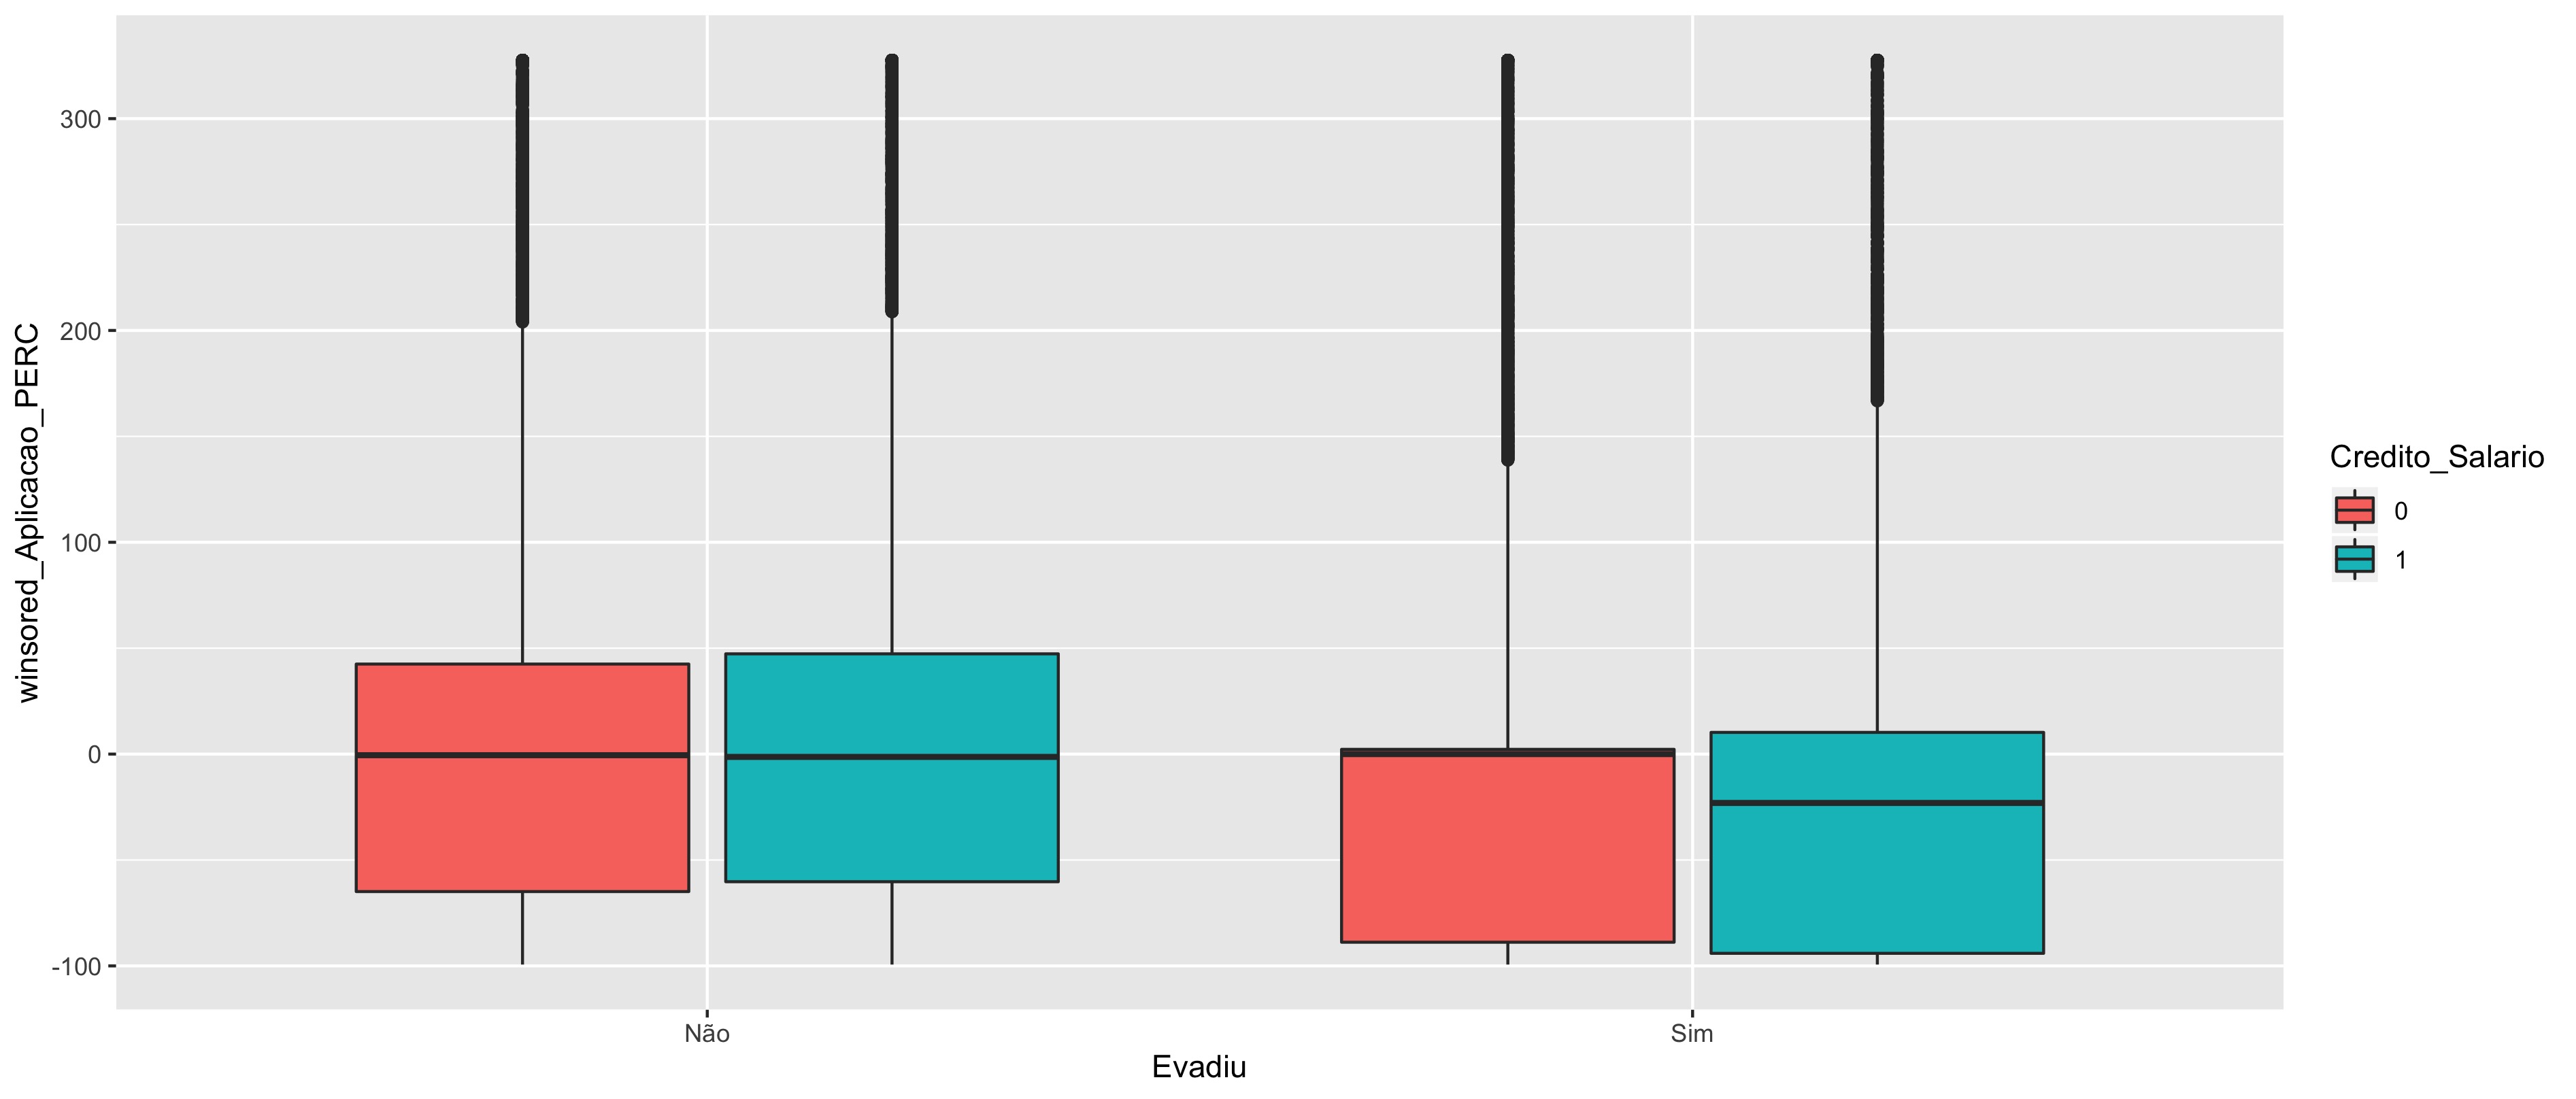 winsored_Aplicacao_PERC
300
200
100
0
-100
Não
Sim
Evadiu
Credito_Salario
0
1